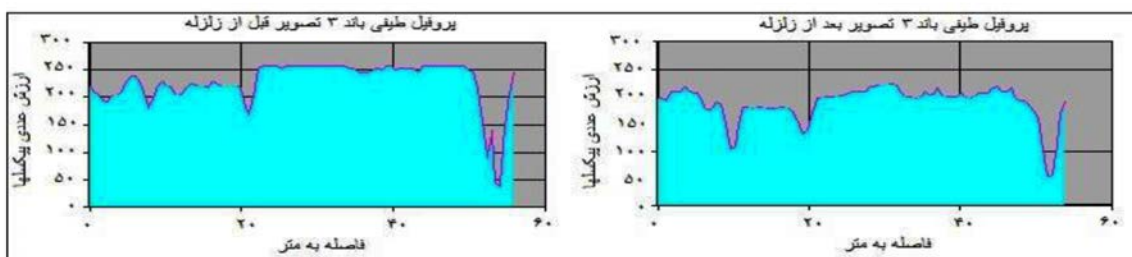 پروفیل طیفی باند ۳ تصویر قبل از زلزله
ارزش عددی پیکسلها
۳۰۰
۲۵۰
۲۰۰
۱۵۰
۱۰۰
۵۰
۰
۰ ۲۰ ۴۰ ۶۰
فاصله به متر
پروفیل طیفی باند ۳ تصویر بعد از زلزله
ارزش عددی پیکسلها
۳۰۰
۲۵۰
۲۰۰
۱۵۰
۱۰۰
۵۰
۰
۰ ۲۰ ۴۰ ۶۰
فاصله به متر